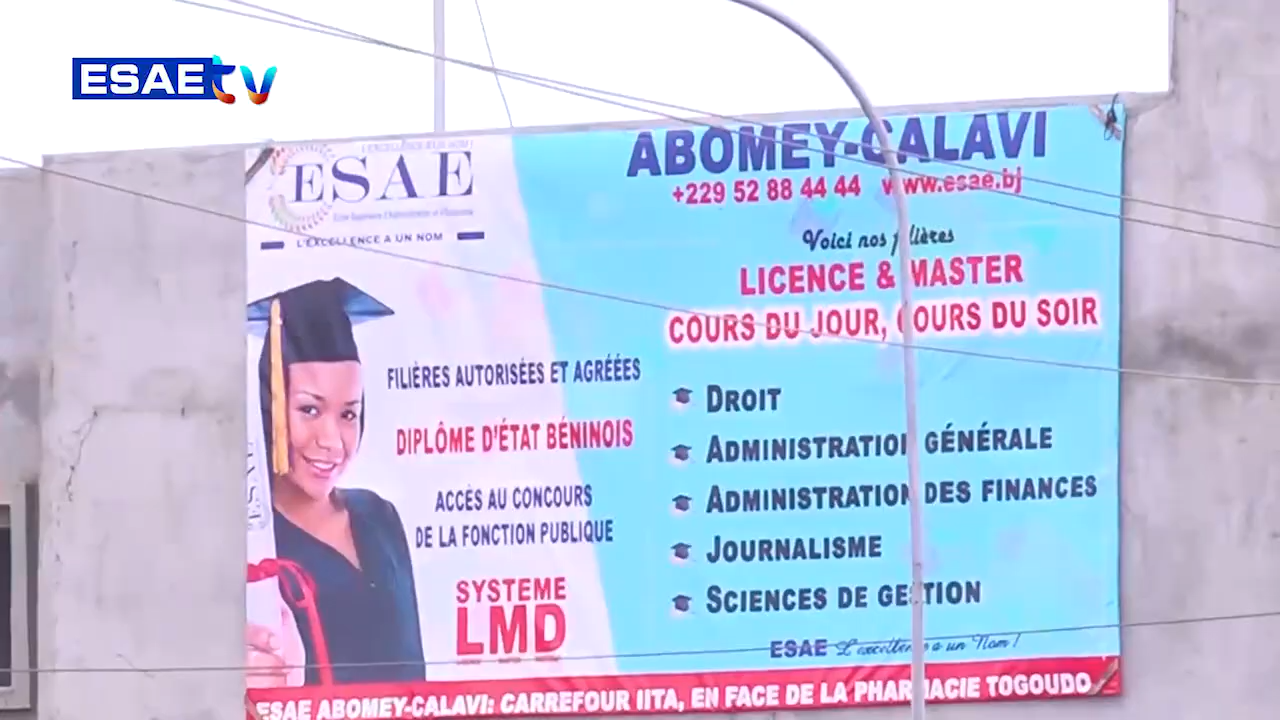 ESAE tv
L'EXCELLENCE A UN NOM !
ESAE
L'EXCELLENCE A UN NOM
FILIÈRES AUTORISÉES ET AGRÉÉES
DIPLÔME D'ÉTAT BÉNINOIS
ACCÈS AU CONCOURS
DE LA FONCTION PUBLIQUE
SYSTEME
LMD
ABOMEY-CALAVI
+229 52 88 44 44 www.esae.bj
Voici nos filières
LICENCE & MASTER
COURS DU JOUR, COURS DU SOIR
DROIT
ADMINISTRATION GÉNÉRALE
ADMINISTRATION DES FINANCES
JOURNALISME
SCIENCES DE GESTION
ESAE L'excellence a un Nom !
ESAE ABOMEY-CALAVI: CARREFOUR IITA, EN FACE DE LA PHARMACIE TOGOUDO